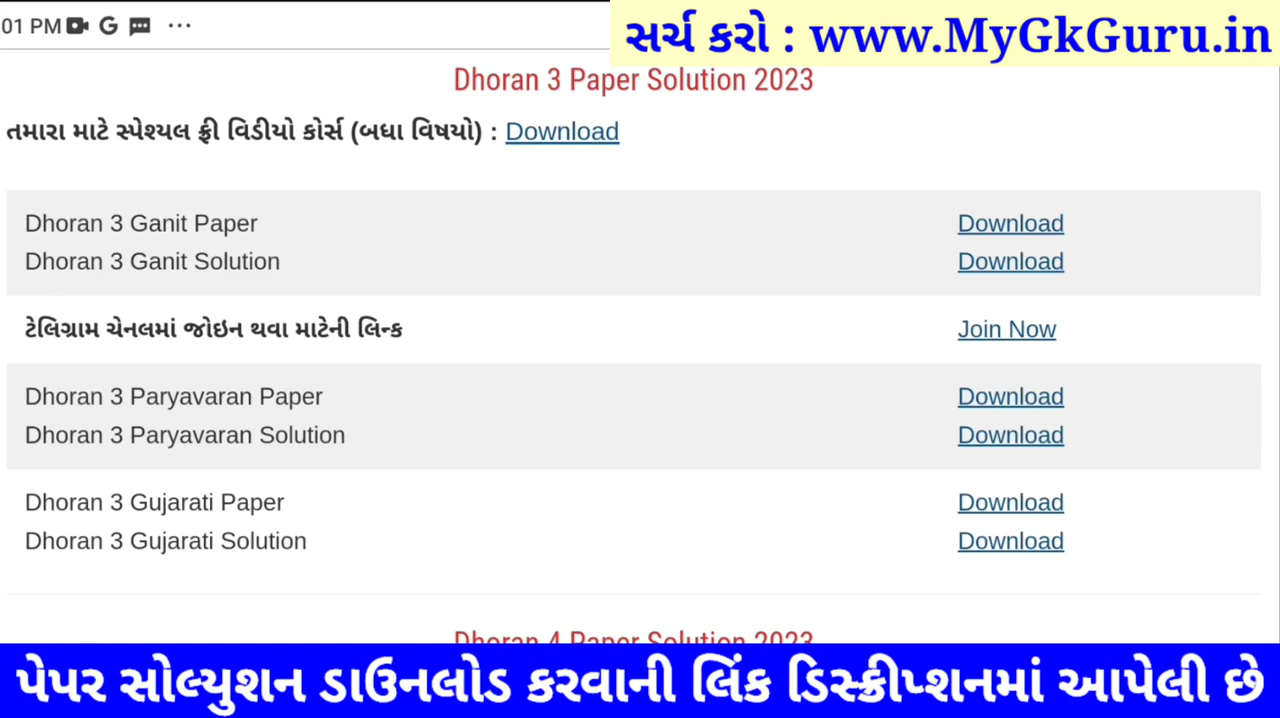 01 PM ···
સર્ચ કરો : www.MyGkGuru.in
Dhoran 3 Paper Solution 2023
તમારા માટે સ્પેશ્યલ ફ્રી વિડીયો કોર્સ (બધા વિષયો) : Download
Dhoran 3 Ganit Paper Download
Dhoran 3 Ganit Solution Download
ટેલિગ્રામ ચેનલમાં જોઇન થવા માટેની લિન્ક Join Now
Dhoran 3 Paryavaran Paper Download
Dhoran 3 Paryavaran Solution Download
Dhoran 3 Gujarati Paper Download
Dhoran 3 Gujarati Solution Download
Dhoran 4 Paper Solution 2023
પેપર સોલ્યુશન ડાઉનલોડ કરવાની લિંક ડિસ્ક્રીપ્શનમાં આપેલી છે